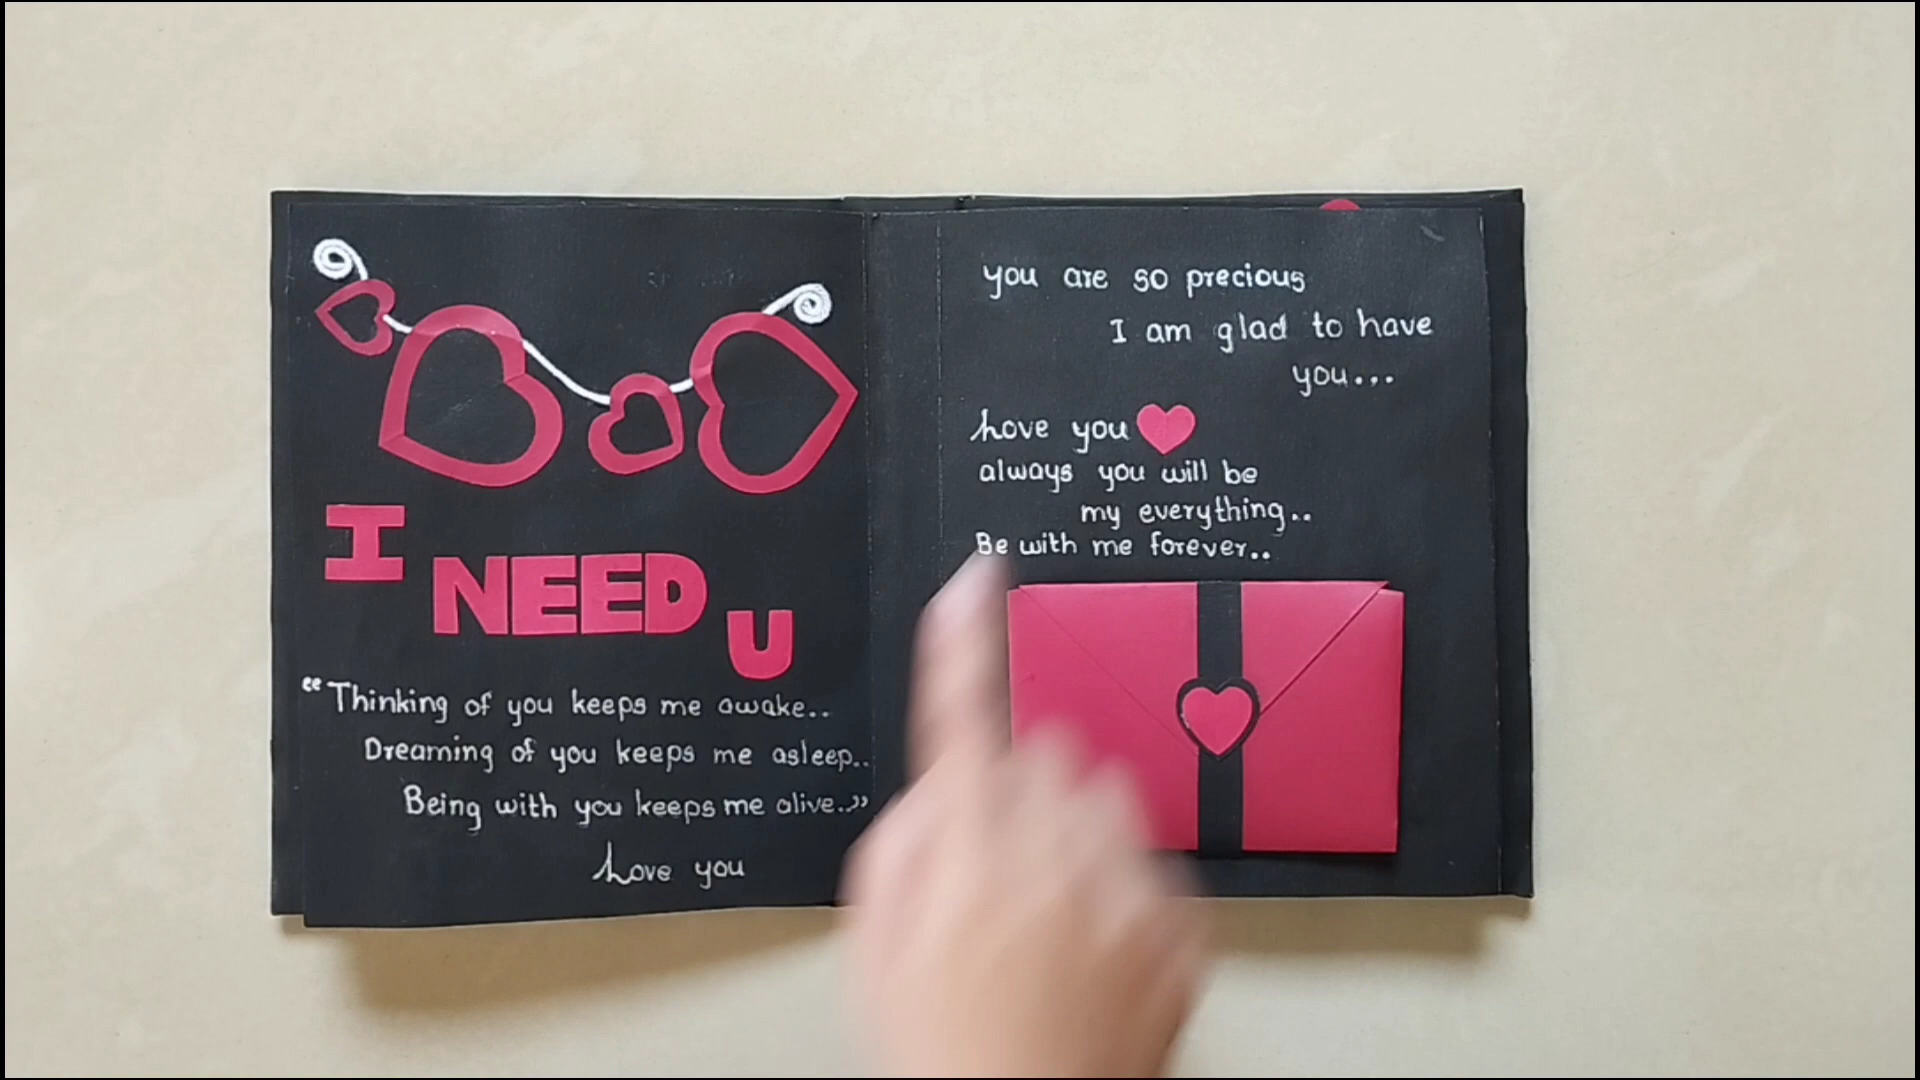 I
NEED
U
"Thinking of you keeps me awake..
Dreaming of you keeps me asleep..
Being with you keeps me alive.."
Love you
you are so precious
I am glad to have
you...
Love you
always you will be
my everything..
Be with me forever..